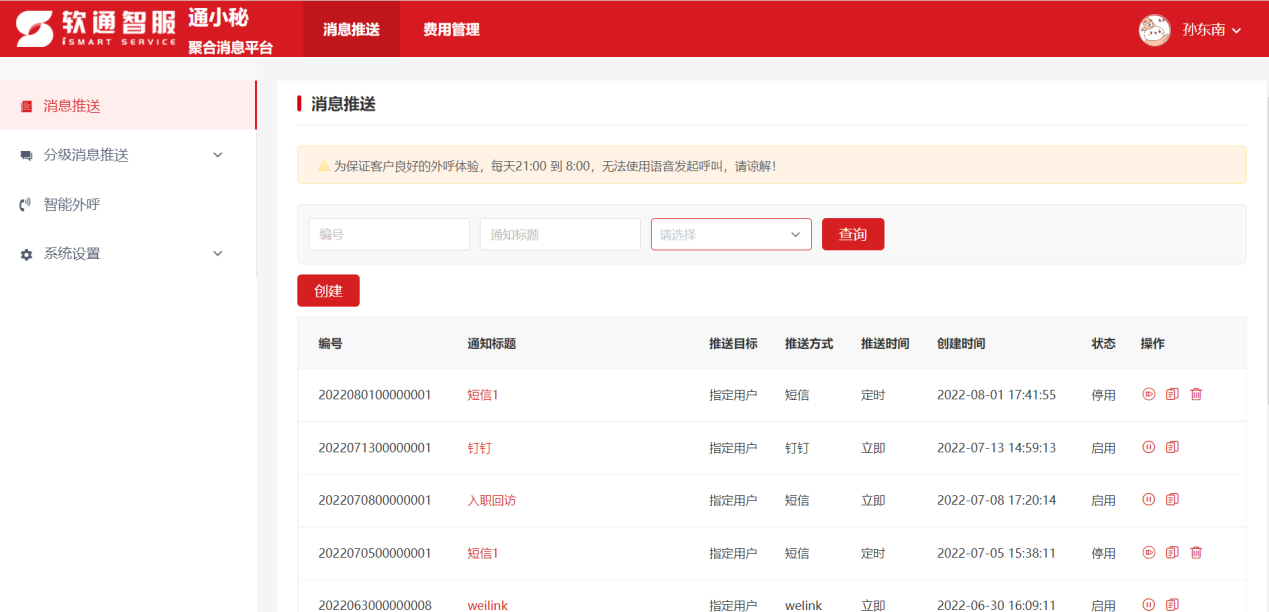 软通智服 通小秘
iSMART SERVICE 聚合消息平台
消息推送 费用管理
孙东南
消息推送
分级消息推送
智能外呼
系统设置
消息推送
为保证客户良好的外呼体验，每天21:00 到 8:00，无法使用语音发起呼叫，请谅解！
编号 通知标题 请选择 查询
创建
编号 通知标题 推送目标 推送方式 推送时间 创建时间 状态 操作
2022080100000001 短信1 指定用户 短信 定时 2022-08-01 17:41:55 停用
2022071300000001 钉钉 指定用户 钉钉 立即 2022-07-13 14:59:13 启用
2022070800000001 入职回访 指定用户 短信 立即 2022-07-08 17:20:14 启用
2022070500000001 短信1 指定用户 短信 定时 2022-07-05 15:38:11 停用
2022063000000008 weilink 指定用户 welink 立即 2022-06-30 16:09:11 启用